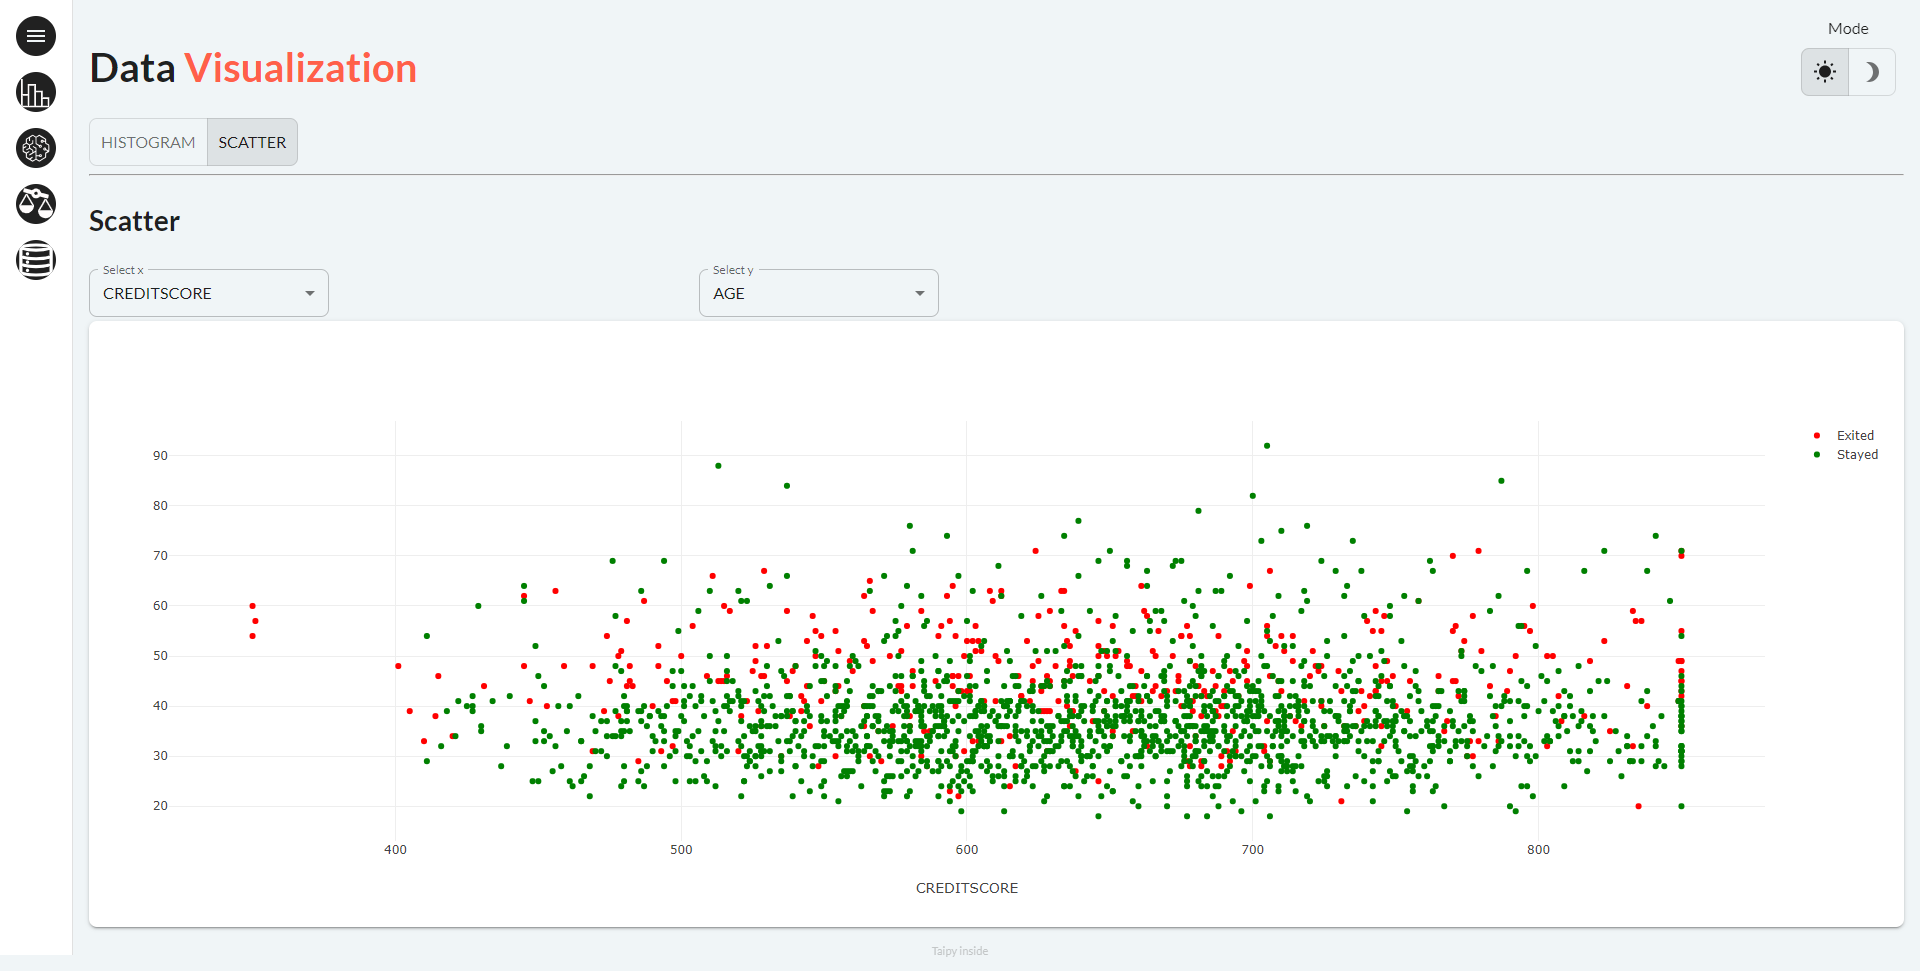 Mode
Data Visualization
HISTOGRAM SCATTER
Scatter
Select x
CREDITSCORE
Select y
AGE
Exited
Stayed
90
80
70
60
50
40
30
20
400 500 600 700 800
CREDITSCORE
Taipy inside